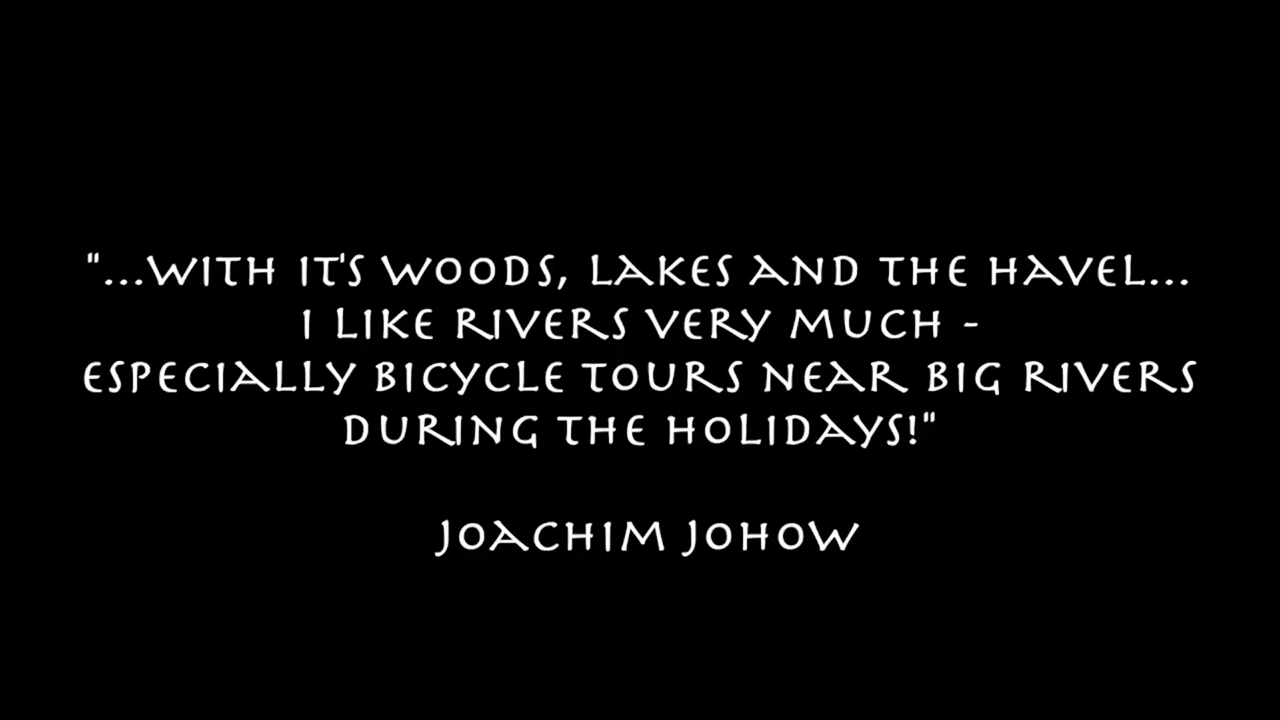 "...WITH IT'S WOODS, LAKES AND THE HAVEL...
I LIKE RIVERS VERY MUCH -
ESPECIALLY BICYCLE TOURS NEAR BIG RIVERS
DURING THE HOLIDAYS!"
JOACHIM JOHOW